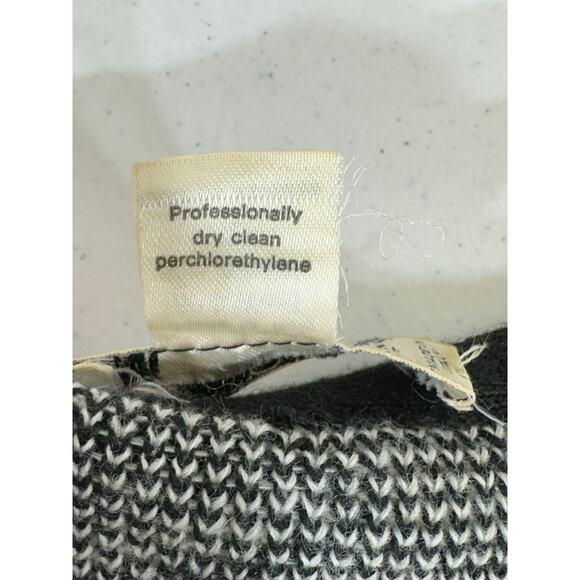 Professionally
dry clean
perchlorethylene